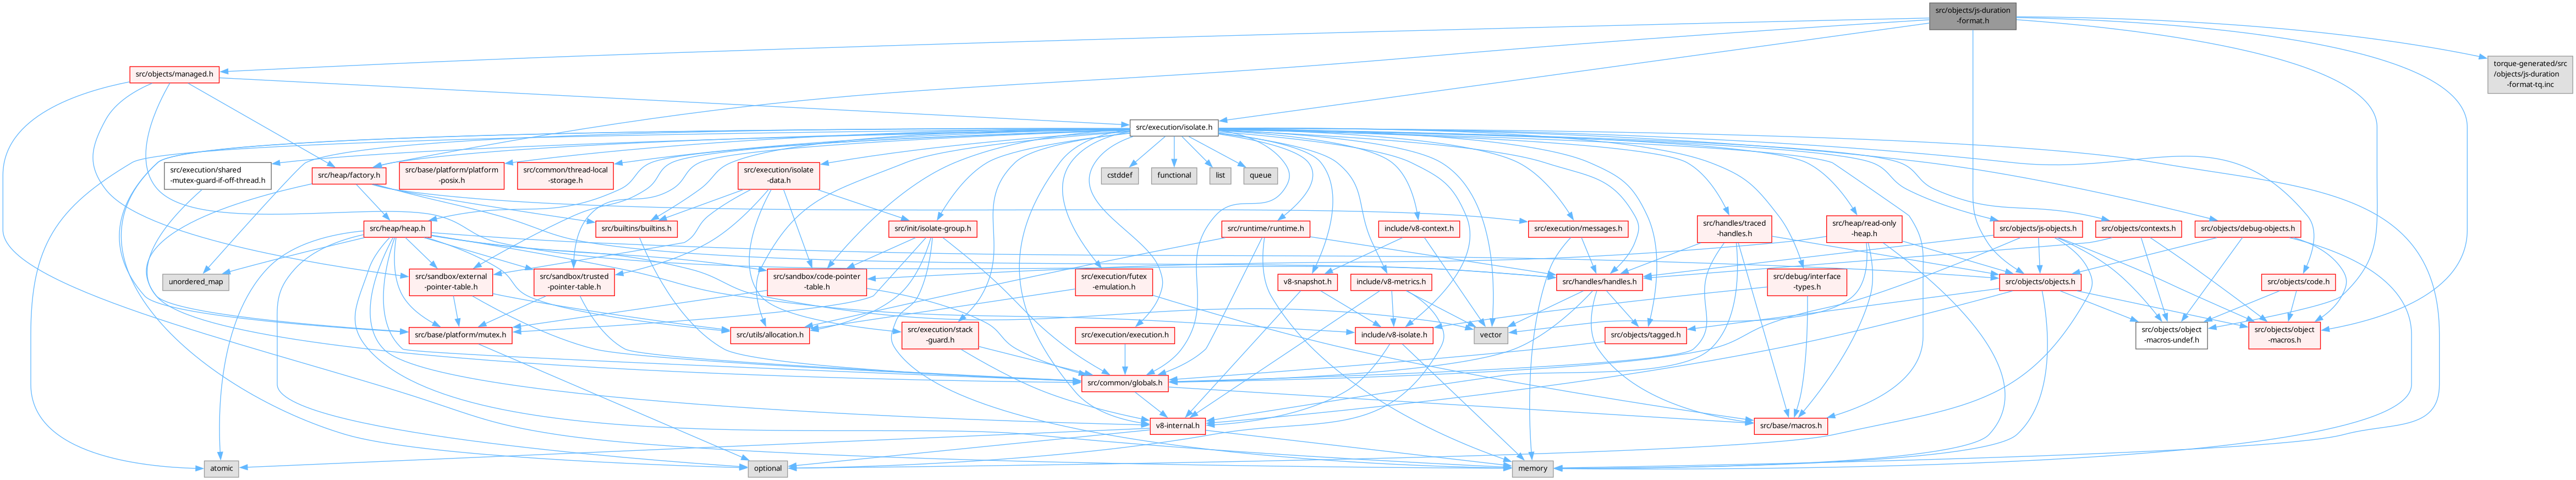 src/objects/js-duration
-format.h
torque-generated/src
/objects/js-duration
-format-tq.inc
src/objects/managed.h
src/execution/isolate.h
src/execution/shared
-mutex-guard-if-off-thread.h
src/heap/factory.h
src/base/platform/platform
-posix.h
src/common/thread-local
-storage.h
src/execution/isolate
-data.h
cstddef
functional
list
queue
src/heap/heap.h
src/builtins/builtins.h
src/init/isolate-group.h
src/runtime/runtime.h
include/v8-context.h
src/execution/messages.h
src/handles/traced
-handles.h
src/heap/read-only
-heap.h
src/objects/js-objects.h
src/objects/contexts.h
src/objects/debug-objects.h
unordered_map
src/sandbox/external
-pointer-table.h
src/sandbox/trusted
-pointer-table.h
src/sandbox/code-pointer
-table.h
src/execution/futex
-emulation.h
v8-snapshot.h
include/v8-metrics.h
src/handles/handles.h
src/debug/interface
-types.h
src/objects/objects.h
src/objects/code.h
src/base/platform/mutex.h
src/utils/allocation.h
src/execution/stack
-guard.h
src/execution/execution.h
include/v8-isolate.h
vector
src/objects/tagged.h
src/objects/object
-macros-undef.h
src/objects/object
-macros.h
src/common/globals.h
v8-internal.h
src/base/macros.h
atomic
optional
memory